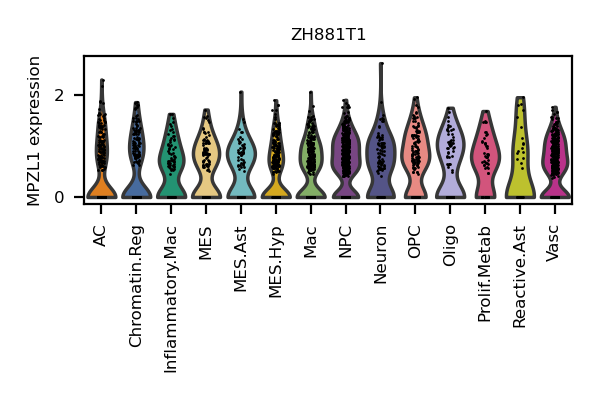 ZH881T1
MPZL1 expression
2
0
AC
Chromatin.Reg
Inflammatory.Mac
MES
MES.Ast
MES.Hyp
Mac
NPC
Neuron
OPC
Oligo
Prolif.Metab
Reactive.Ast
Vasc